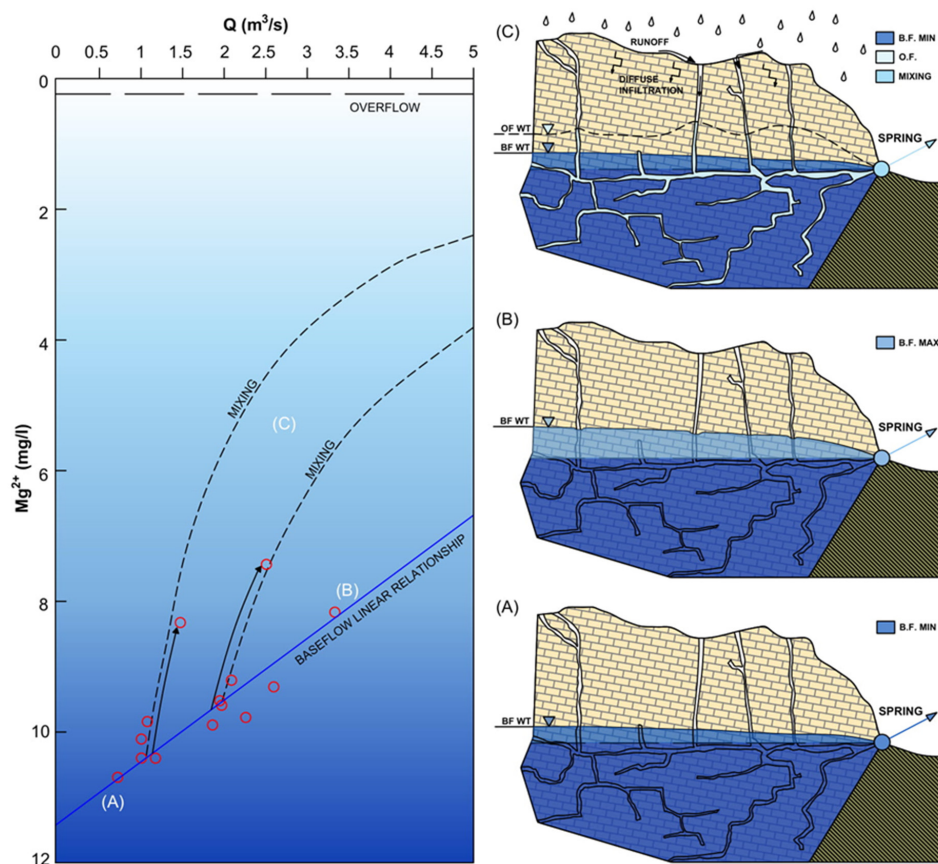 Q (m³/s)
0 1 1.5 2 2.5 3 3.5 4 4.5 5
0
OVERFLOW
2
4
6
8
10
12
Mg²⁺ (mg/l)
MIXING
(C)
MIXING
(B)
BASEFLOW LINEAR RELATIONSHIP
(A)
(C)
RUNOFF
DIFFUSE
INFILTRATION
B.F. MIN
O.F.
MIXING
OF WT
BF WT
SPRING
(B)
B.F. MAX
BF WT
SPRING
(A)
B.F. MIN
BF WT
SPRING